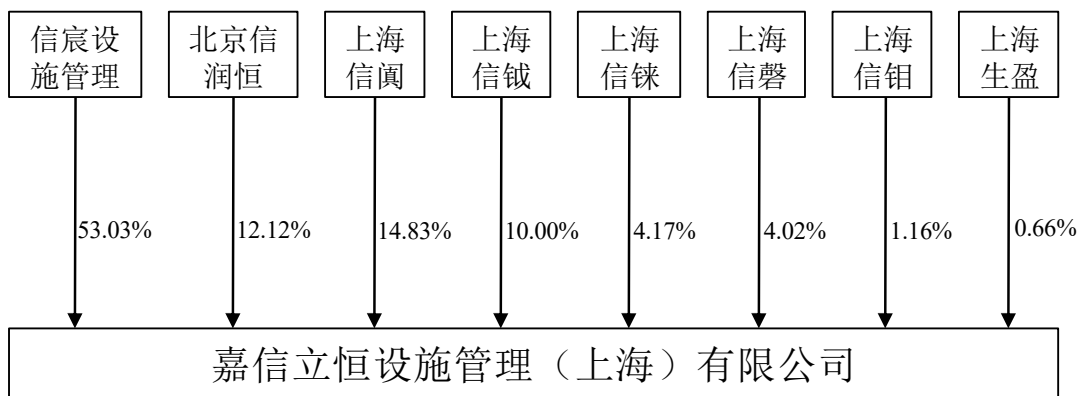 信宸设
施管理
北京信
润恒
上海
信阗
上海
信钺
上海
信铼
上海
信磬
上海
信钼
上海
生盈
53.03%
12.12%
14.83%
10.00%
4.17%
4.02%
1.16%
0.66%
嘉信立恒设施管理（上海）有限公司